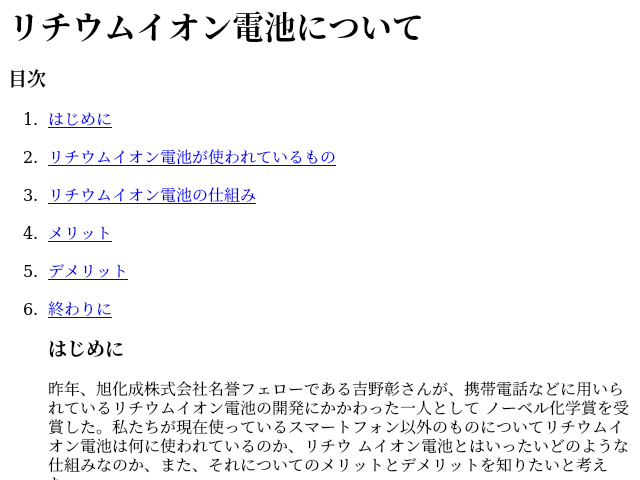 リチウムイオン電池について
目次
1. はじめに
2. リチウムイオン電池が使われているもの
3. リチウムイオン電池の仕組み
4. メリット
5. デメリット
6. 終わりに
はじめに
昨年、旭化成株式会社名誉フェローである吉野彰さんが、携帯電話などに用いら
れているリチウムイオン電池の開発にかかわった一人として ノーベル化学賞を受
賞した。私たちが現在使っているスマートフォン以外のものについてリチウムイ
オン電池は何に使われているのか、リチウ ムイオン電池とはいったいどのような
仕組みなのか、また、それについてのメリットとデメリットを知りたいと考え